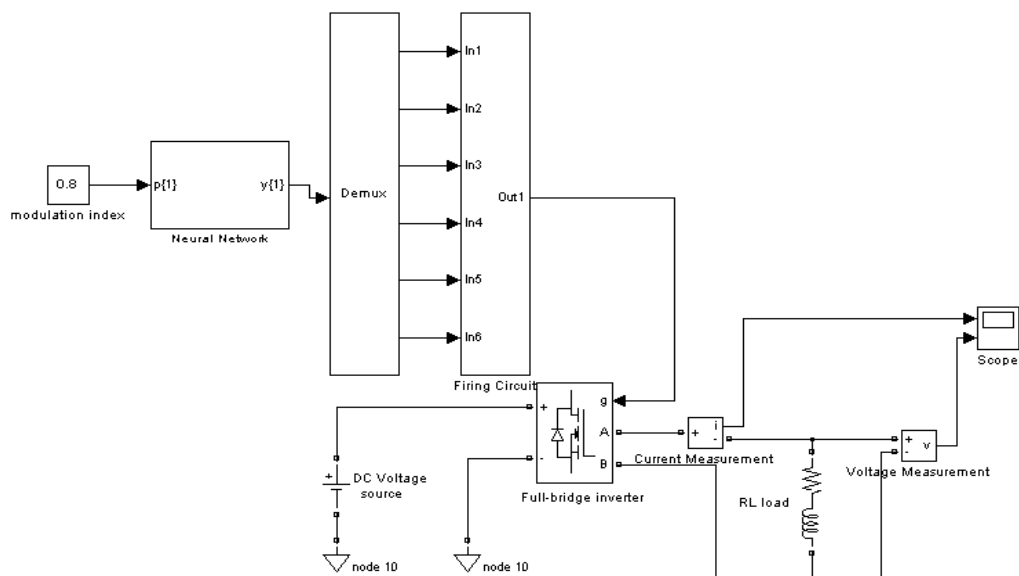 In1
In2
In3
In4
In5
In6
Out1
Demux
0.8
modulation index
p{1}
y{1}
Neural Network
Firing Circuit
Scope
+
-
g
A
B
Full-bridge inverter
+
i
-
Current Measurement
+
-
v
Voltage Measurement
+
DC Voltage
source
RL load
node 10
node 10